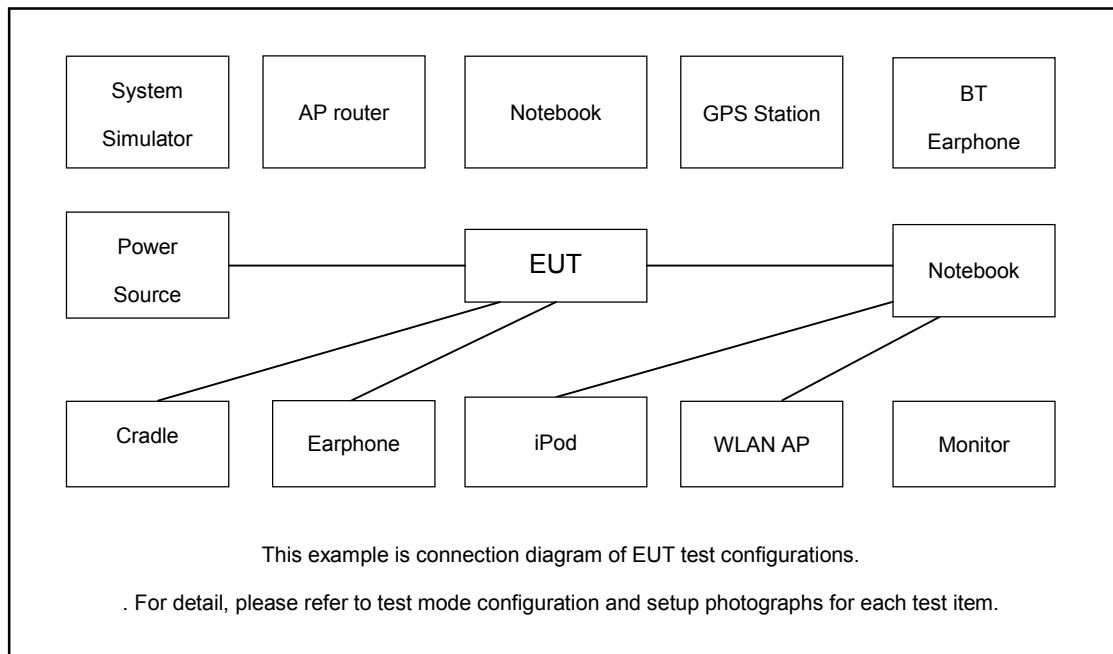 System
Simulator
AP router
Notebook
GPS Station
BT
Earphone
Power
Source
EUT
Notebook
Cradle
Earphone
iPod
WLAN AP
Monitor
This example is connection diagram of EUT test configurations.
. For detail, please refer to test mode configuration and setup photographs for each test item.